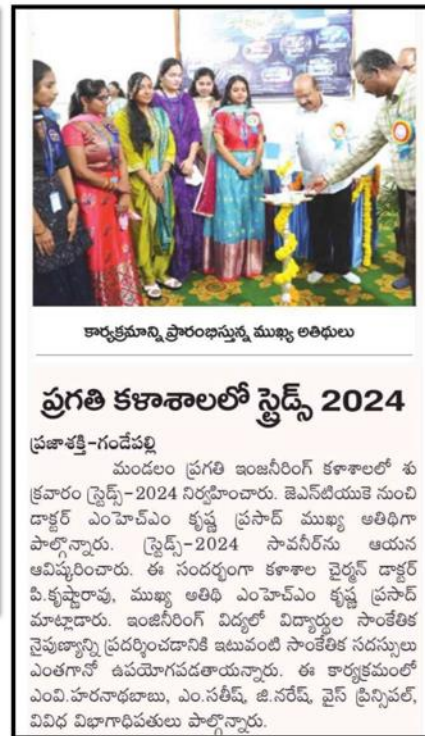 కార్యక్రమాన్ని ప్రారంభిస్తున్న ముఖ్య అతిథులు
ప్రగతి కళాశాలలో స్ట్రైడ్స్ 2024
ప్రజాశక్తి-గండేపల్లి
మండలం ప్రగతి ఇంజనీరింగ్ కళాశాలలో శు
క్రవారం స్ట్రైడ్స్-2024 నిర్వహించారు. జెఎన్‌టియుకె నుంచి
డాక్టర్ ఎంహెచ్ఎం కృష్ణ ప్రసాద్ ముఖ్య అతిథిగా
పాల్గొన్నారు. స్ట్రైడ్స్-2024 సావనీర్‌ను ఆయన
ఆవిష్కరించారు. ఈ సందర్భంగా కళాశాల చైర్మన్ డాక్టర్
పి.కృష్ణారావు, ముఖ్య అతిథి ఎంహెచ్ఎం కృష్ణ ప్రసాద్
మాట్లాడారు. ఇంజినీరింగ్ విద్యలో విద్యార్థుల సాంకేతిక
నైపుణ్యాన్ని ప్రదర్శించడానికి ఇటువంటి సాంకేతిక సదస్సులు
ఎంతగానో ఉపయోగపడతాయన్నారు. ఈ కార్యక్రమంలో
ఎంవి.హరనాథబాబు, ఎం.సతీష్, జి.నరేష్, వైస్ ప్రిన్సిపల్,
వివిధ విభాగాధిపతులు పాల్గొన్నారు.